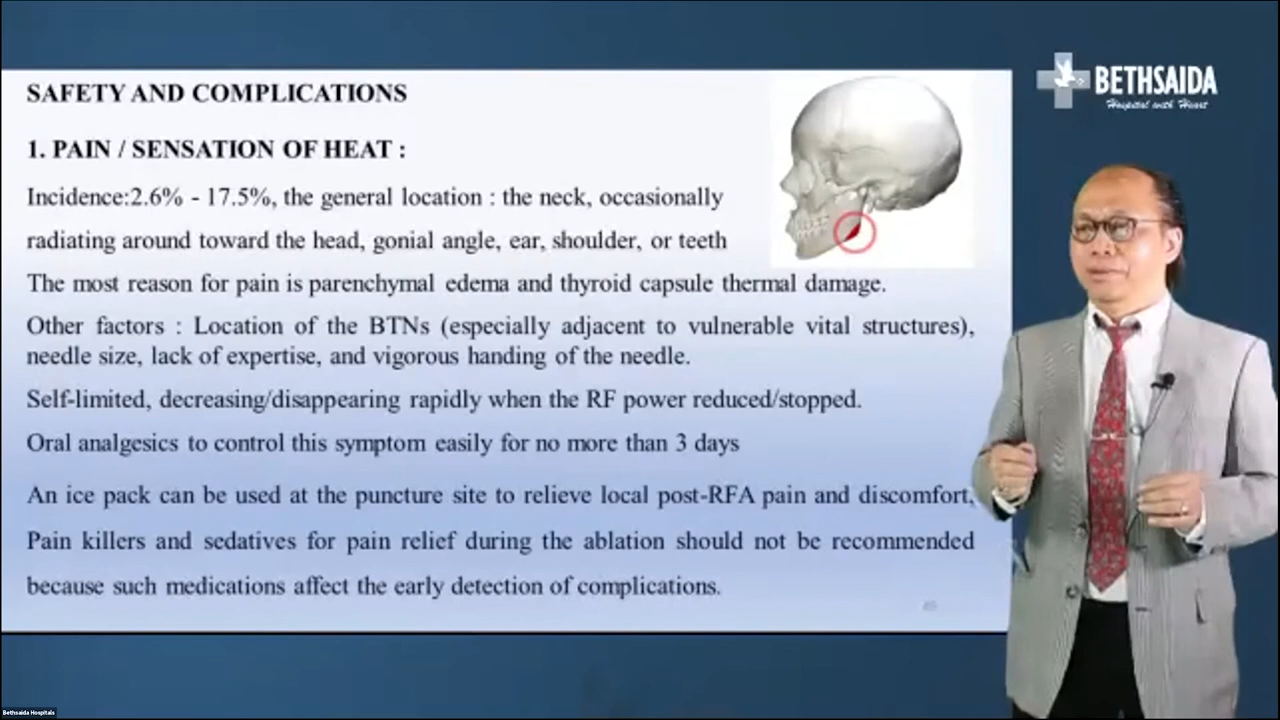 SAFETY AND COMPLICATIONS
1. PAIN / SENSATION OF HEAT :
Incidence:2.6% - 17.5%, the general location : the neck, occasionally
radiating around toward the head, gonial angle, ear, shoulder, or teeth
The most reason for pain is parenchymal edema and thyroid capsule thermal damage.
Other factors : Location of the BTNs (especially adjacent to vulnerable vital structures),
needle size, lack of expertise, and vigorous handing of the needle.
Self-limited, decreasing/disappearing rapidly when the RF power reduced/stopped.
Oral analgesics to control this symptom easily for no more than 3 days
An ice pack can be used at the puncture site to relieve local post-RFA pain and discomfort,
Pain killers and sedatives for pain relief during the ablation should not be recommended
because such medications affect the early detection of complications.
BETHSAIDA
Hospital with Heart
Bethsaida Hospitals